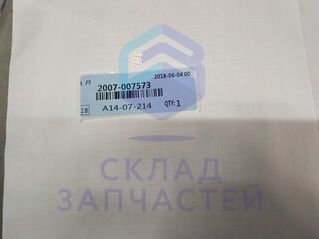 2018-06-04:00
2007-007573
18
A14-07-214
QTY: 1
СКЛАД
ЗАПЧАСТЕЙ